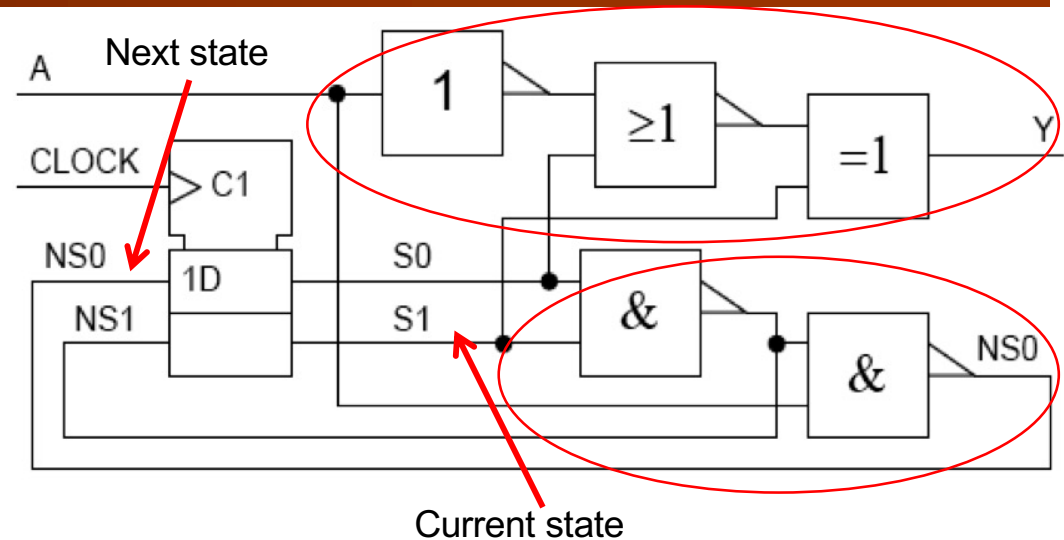 Next state
A
1
≥1
=1
Y
CLOCK
C1
NS0
1D
S0
&
NS1
S1
&
NS0
Current state